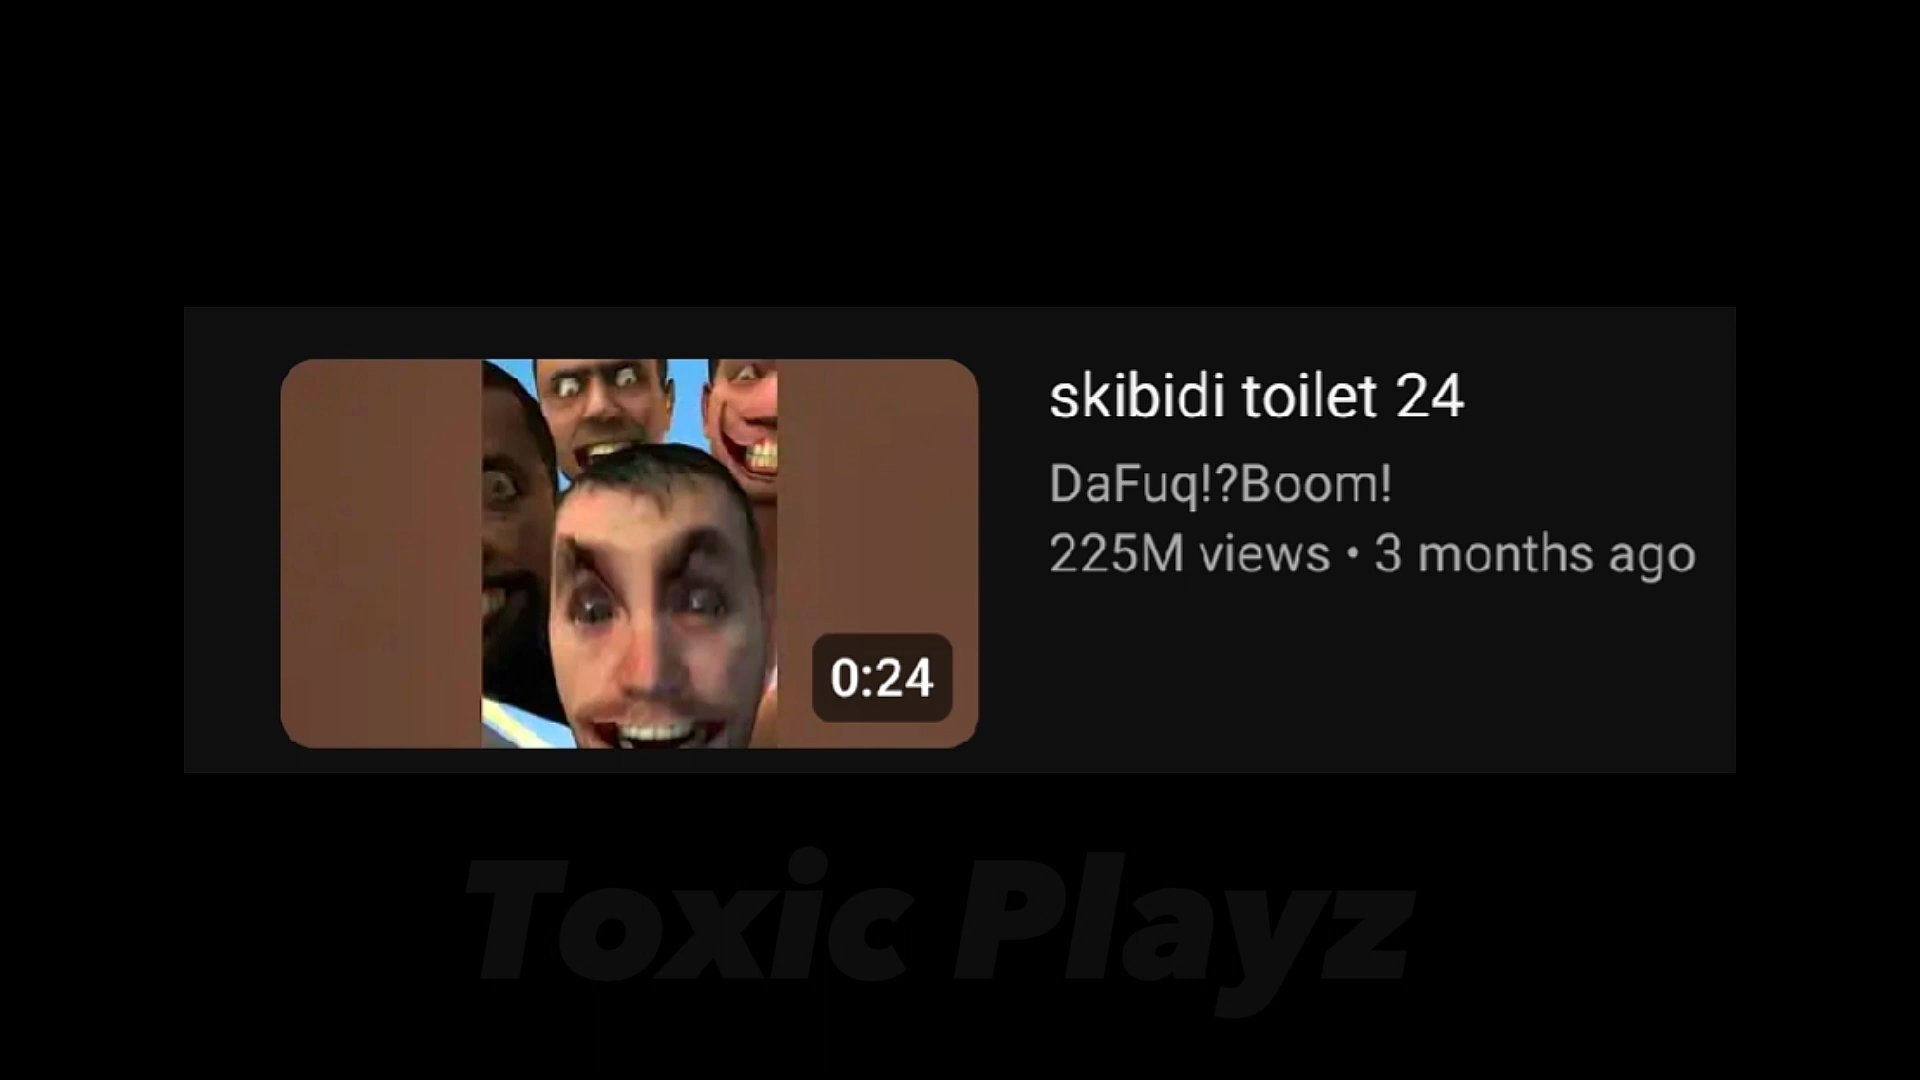 skibidi toilet 24
DaFuq!?Boom!
225M views • 3 months ago
0:24
Toxic Playz